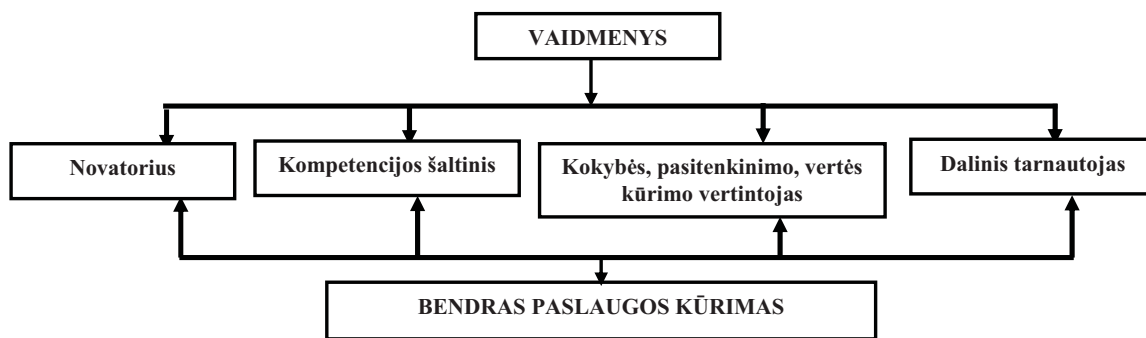 VAIDMENYS
Novatorius
Kompetencijos šaltinis
Kokybės, pasitenkinimo, vertės
kūrimo vertintojas
Dalinis tarnautojas
BENDRAS PASLAUGOS KŪRIMAS